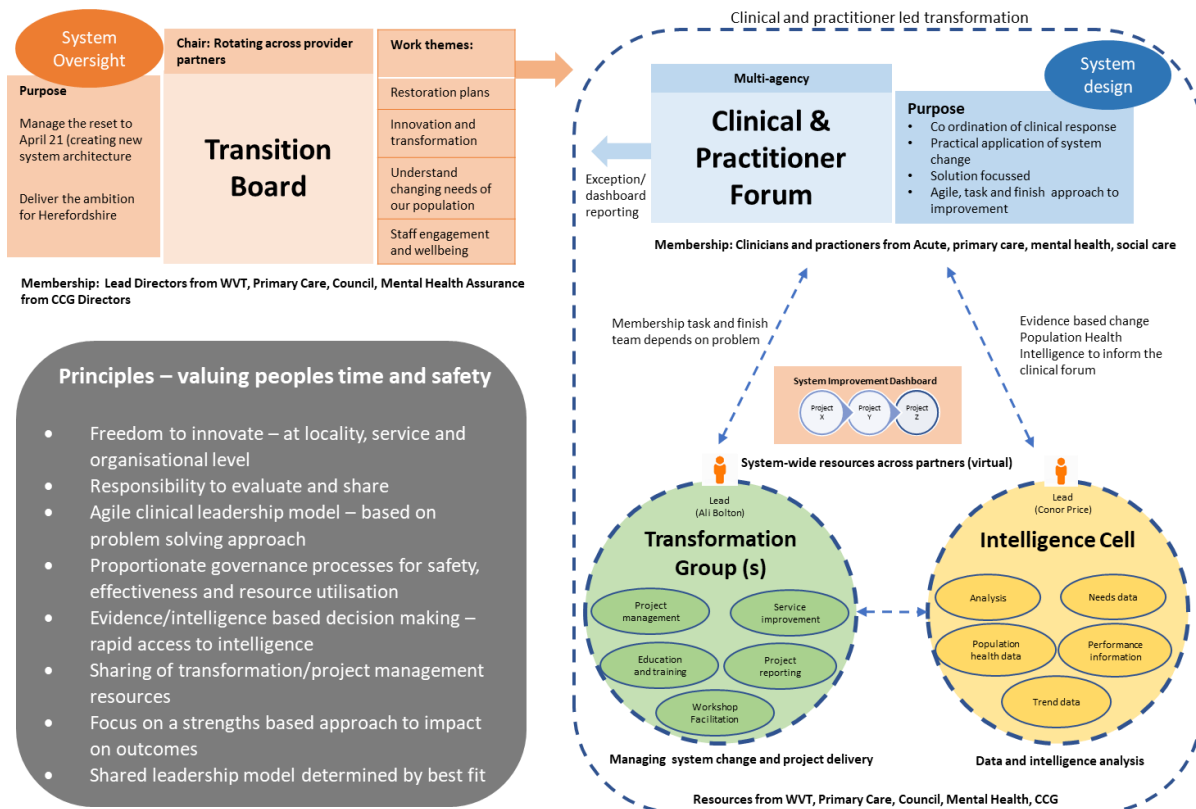 System
Oversight
Purpose
Manage the reset to
April 21 (creating new
system architecture
Deliver the ambition
for Herefordshire
Chair: Rotating across provider
partners
Transition
Board
Work themes:
Restoration plans
Innovation and
transformation
Understand
changing needs of
our population
Staff engagement
and wellbeing
Membership:  Lead Directors from WVT, Primary Care, Council, Mental Health Assurance
from CCG Directors
Principles – valuing peoples time and safety
• Freedom to innovate – at locality, service and
organisational level
• Responsibility to evaluate and share
• Agile clinical leadership model – based on
problem solving approach
• Proportionate governance processes for safety,
effectiveness and resource utilisation
• Evidence/intelligence based decision making –
rapid access to intelligence
• Sharing of transformation/project management
resources
• Focus on a strengths based approach to impact
on outcomes
• Shared leadership model determined by best fit
Clinical and practitioner led transformation
Exception/
dashboard
reporting
Multi-agency
Clinical &
Practitioner
Forum
System
design
Purpose
• Co ordination of clinical response
• Practical application of system
change
• Solution focussed
• Agile, task and finish  approach to
improvement
Membership: Clinicians and practioners from Acute, primary care, mental health, social care
Membership task and finish
team depends on problem
Evidence based change
Population Health
Intelligence to inform the
clinical forum
System Improvement Dashboard
Project
X
Project
Y
Project
Z
System-wide resources across partners (virtual)
Lead
(Ali Bolton)
Transformation
Group (s)
Project
management
Service
improvement
Education
and training
Project
reporting
Workshop
Facilitation
Managing  system change and project delivery
Lead
(Conor Price)
Intelligence Cell
Analysis
Needs data
Population
health data
Performance
information
Trend data
Data and intelligence analysis
Resources from WVT, Primary Care, Council, Mental Health, CCG